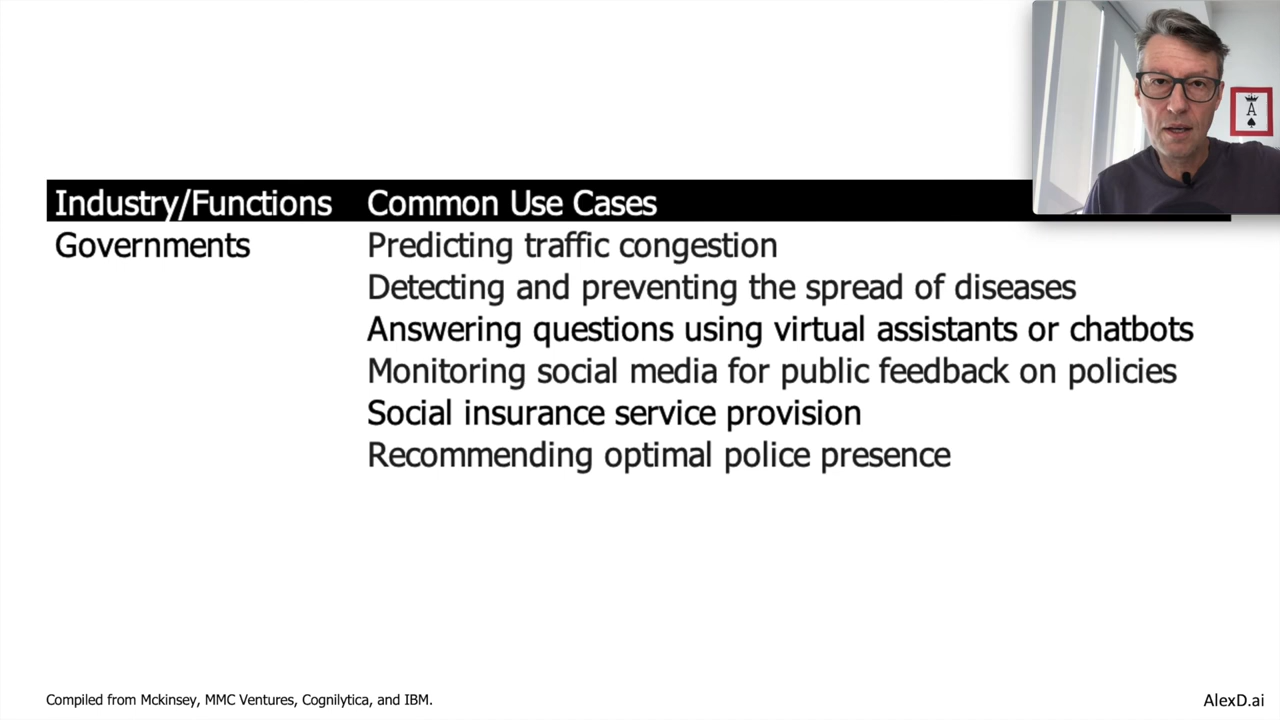 Industry/Functions Common Use Cases
Governments Predicting traffic congestion
Detecting and preventing the spread of diseases
Answering questions using virtual assistants or chatbots
Monitoring social media for public feedback on policies
Social insurance service provision
Recommending optimal police presence
A
Compiled from Mckinsey, MMC Ventures, Cognilytica, and IBM.
AlexD.ai